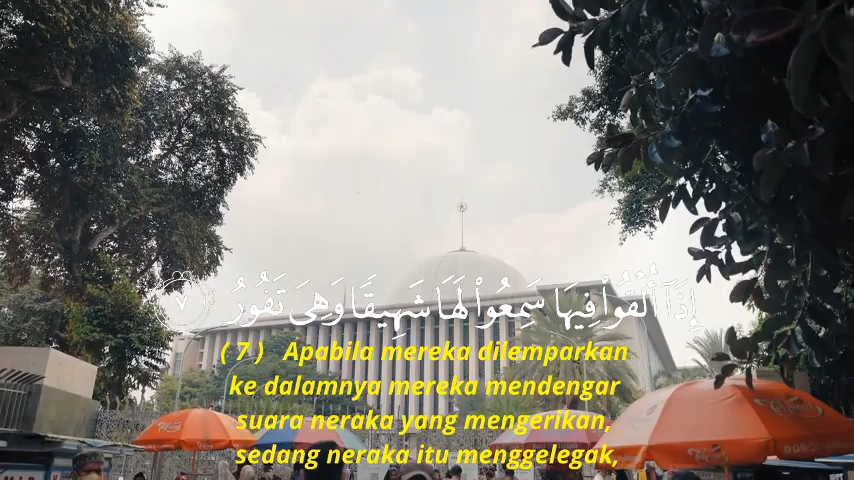 إِذَآ أُلْقُوا۟ فِيهَا سَمِعُوا۟ لَهَا شَهِيقًا وَهِىَ تَفُورُ ٧
( 7 ) Apabila mereka dilemparkan
ke dalamnya mereka mendengar
suara neraka yang mengerikan,
sedang neraka itu menggelegak,